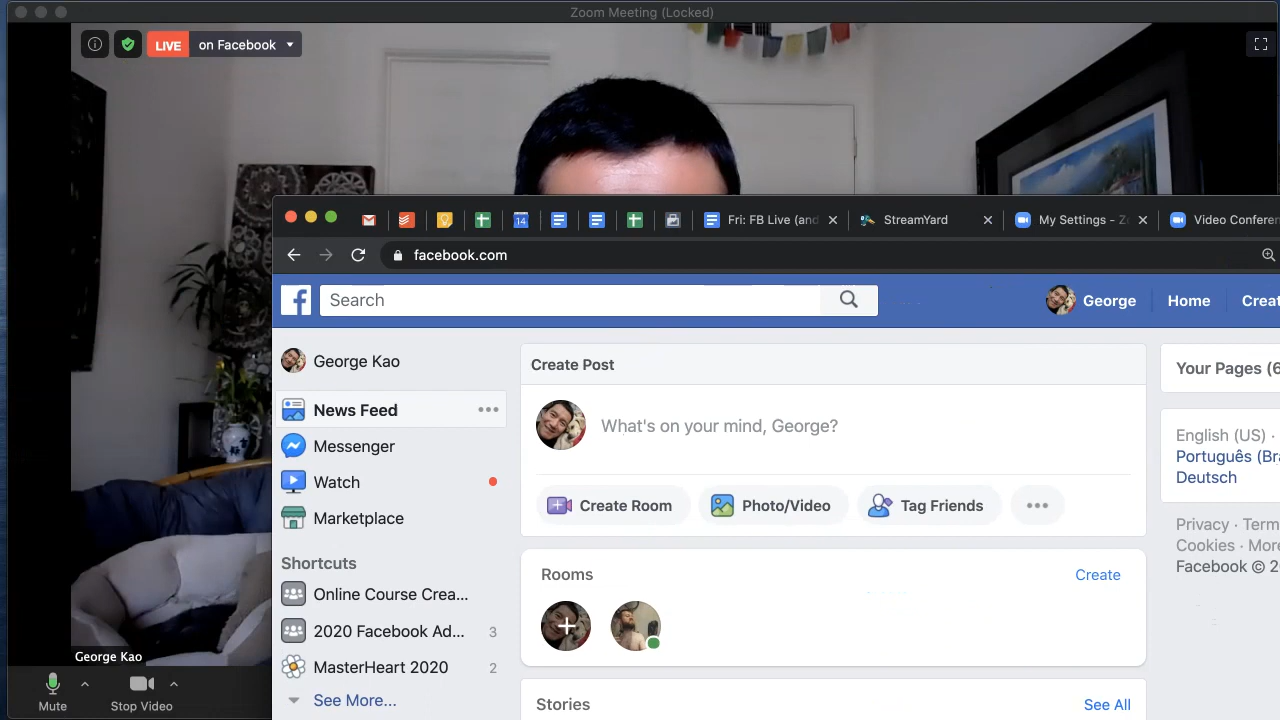 Zoom Meeting (Locked)
LIVE on Facebook
14
Fri: FB Live (and
StreamYard
My Settings - Zo
Video Conferen
facebook.com
Search
George
Home
Creat
George Kao
News Feed
Messenger
Watch
Marketplace
Shortcuts
Online Course Crea...
2020 Facebook Ad... 3
MasterHeart 2020 2
See More...
Create Post
What's on your mind, George?
Create Room
Photo/Video
Tag Friends
Rooms
Create
Stories
See All
Your Pages (6
English (US) ·
Português (Bra
Deutsch
Privacy · Term
Cookies · More
Facebook © 2
George Kao
Mute
Stop Video